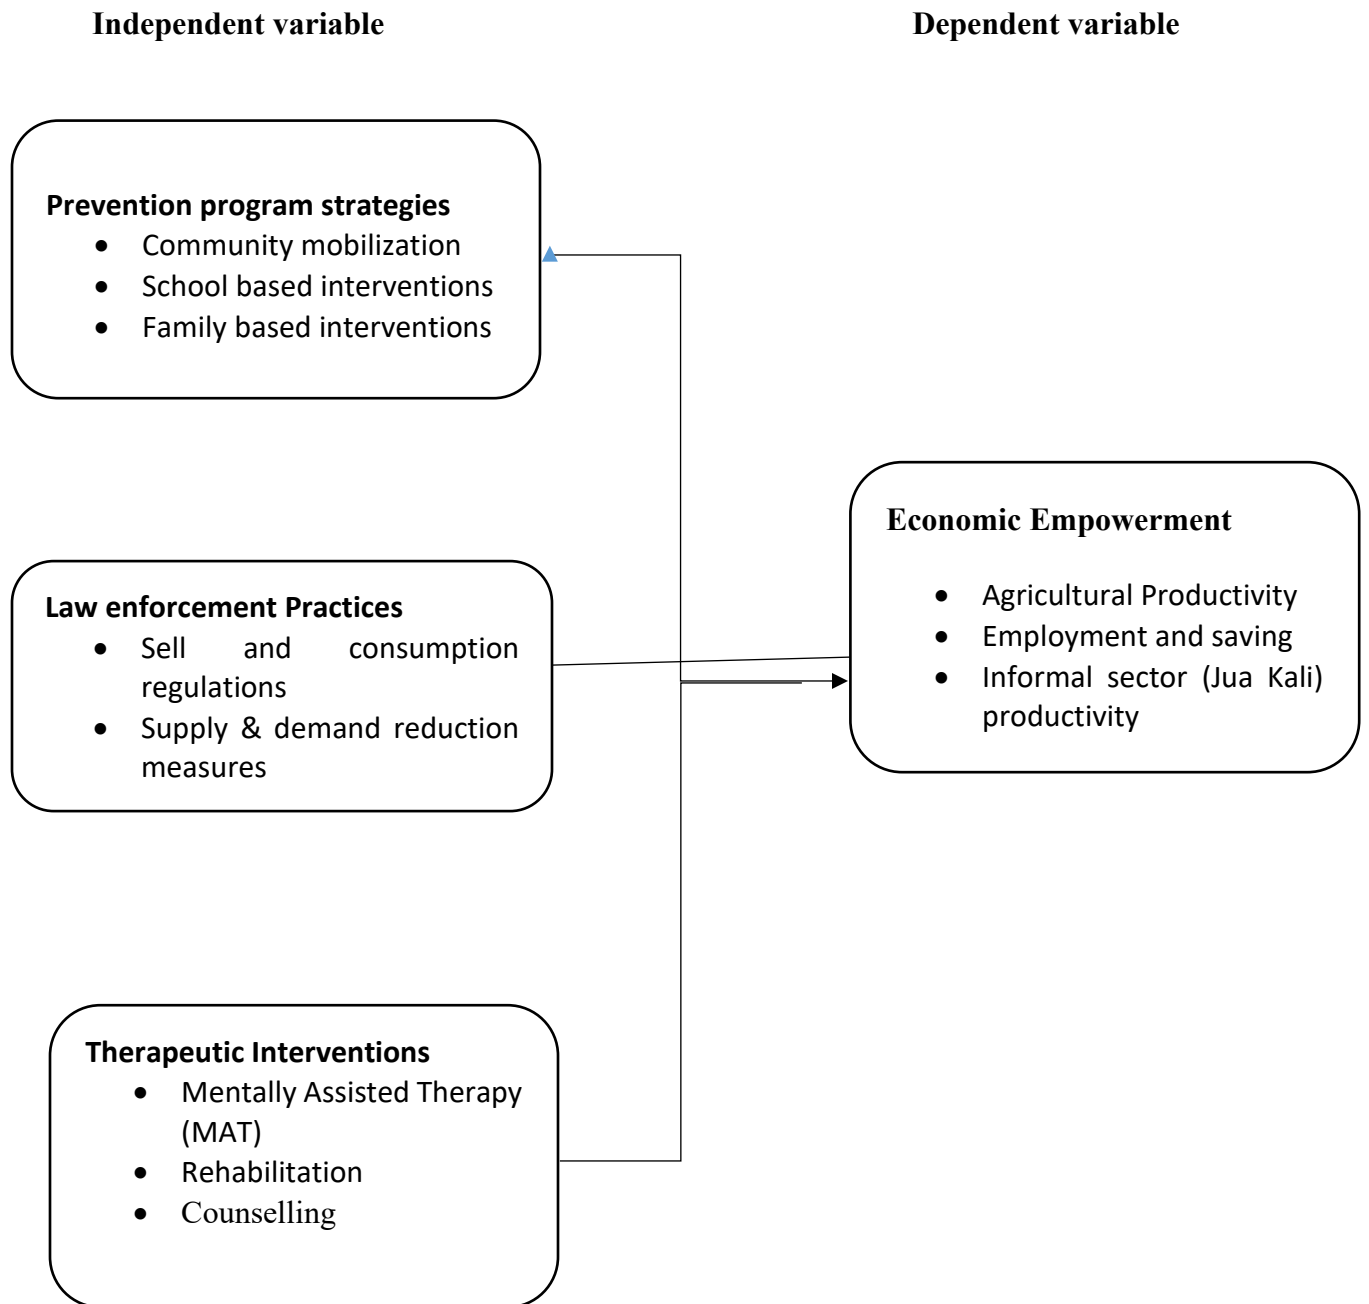 Independent variable
Dependent variable
Prevention program strategies
• Community mobilization
• School based interventions
• Family based interventions
Law enforcement Practices
• Sell and consumption
regulations
• Supply & demand reduction
measures
Economic Empowerment
• Agricultural Productivity
• Employment and saving
• Informal sector (Jua Kali)
productivity
Therapeutic Interventions
• Mentally Assisted Therapy
(MAT)
• Rehabilitation
• Counselling